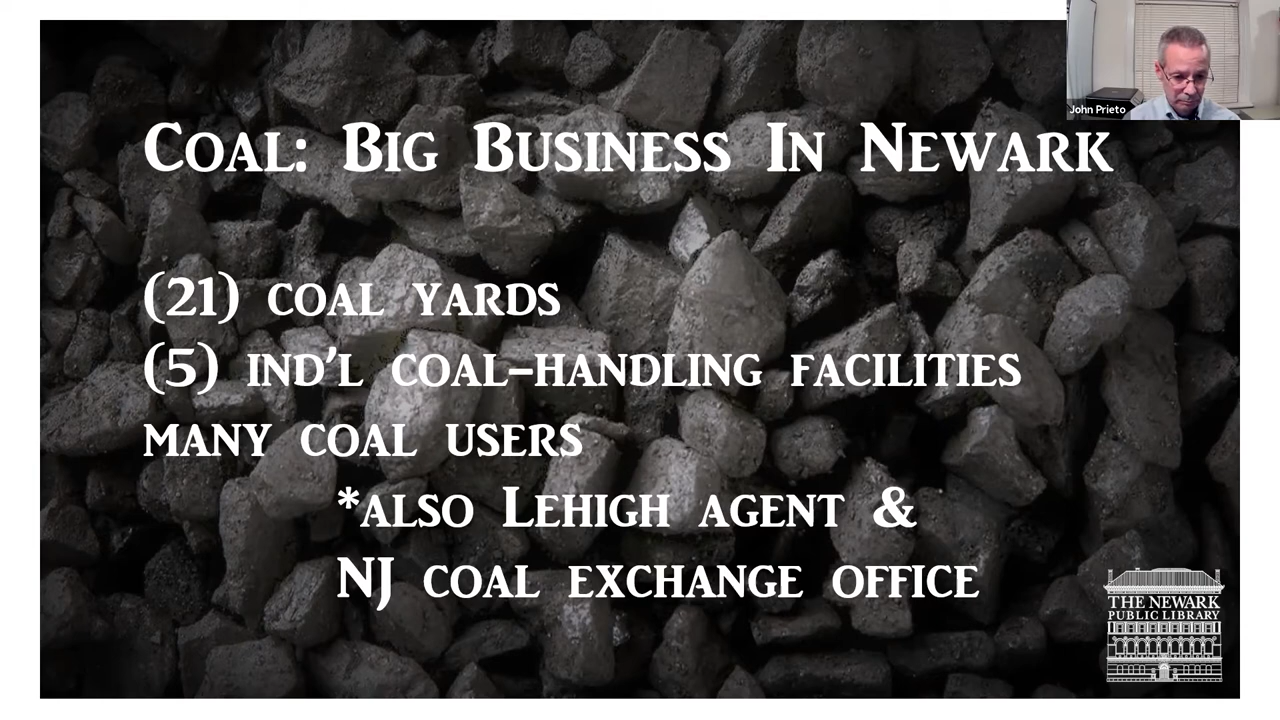 John Prieto
Coal: Big Business In Newark
(21) coal yards
(5) ind'l coal-handling facilities
many coal users
*also Lehigh agent &
NJ coal exchange office
THE NEWARK
PUBLIC LIBRARY